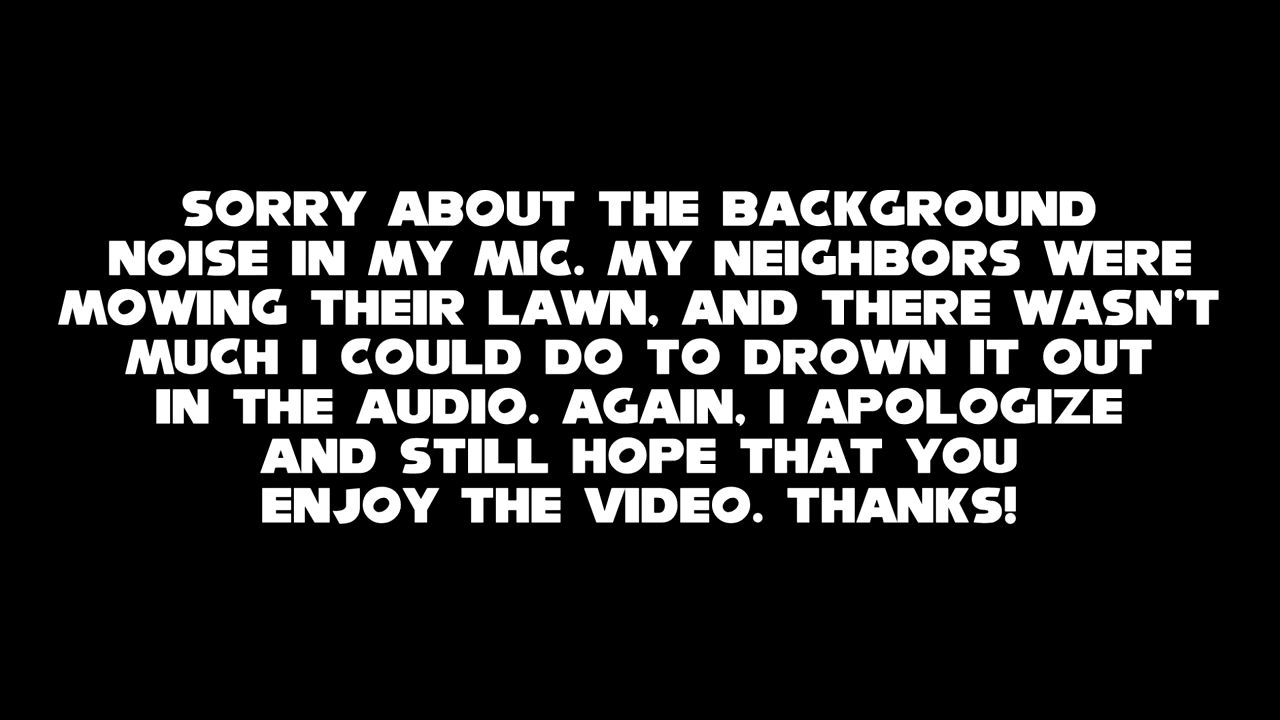 SORRY ABOUT THE BACKGROUND
NOISE IN MY MIC. MY NEIGHBORS WERE
MOWING THEIR LAWN, AND THERE WASN'T
MUCH I COULD DO TO DROWN IT OUT
IN THE AUDIO. AGAIN, I APOLOGIZE
AND STILL HOPE THAT YOU
ENJOY THE VIDEO. THANKS!